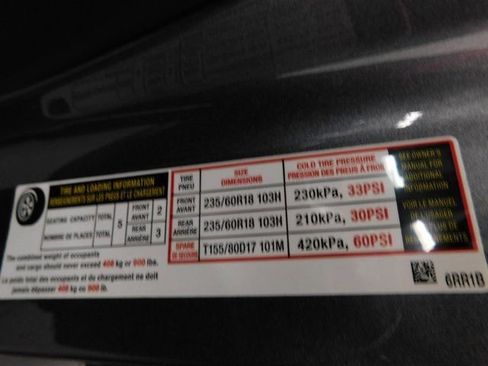 TIRE AND LOADING INFORMATION
RENSEIGNEMENTS SUR LES PNEUS ET LE CHARGEMENT
SEATING CAPACITY TOTAL 5 FRONT AVANT 2
NOMBRE DE PLACES TOTAL REAR ARRIÈRE 3
The combined weight of occupants
and cargo should never exceed 408 kg or 900 lbs.
Le poids total des occupants et du chargement ne doit
jamais dépasser 408 kg ou 900 lb.
TIRE PNEU SIZE DIMENSIONS COLD TIRE PRESSURE PRESSION DES PNEUS À FROID
FRONT AVANT 235/60R18 103H 230kPa, 33PSI
REAR ARRIÈRE 235/60R18 103H 210kPa, 30PSI
SPARE DE SECOURS T155/80D17 101M 420kPa, 60PSI
SEE OWNER'S
MANUAL FOR
ADDITIONAL
INFORMATION
VOIR LE MANUEL
DE L'USAGER
POUR PLUS DE
RENSEIGNEMENTS
6RR1B